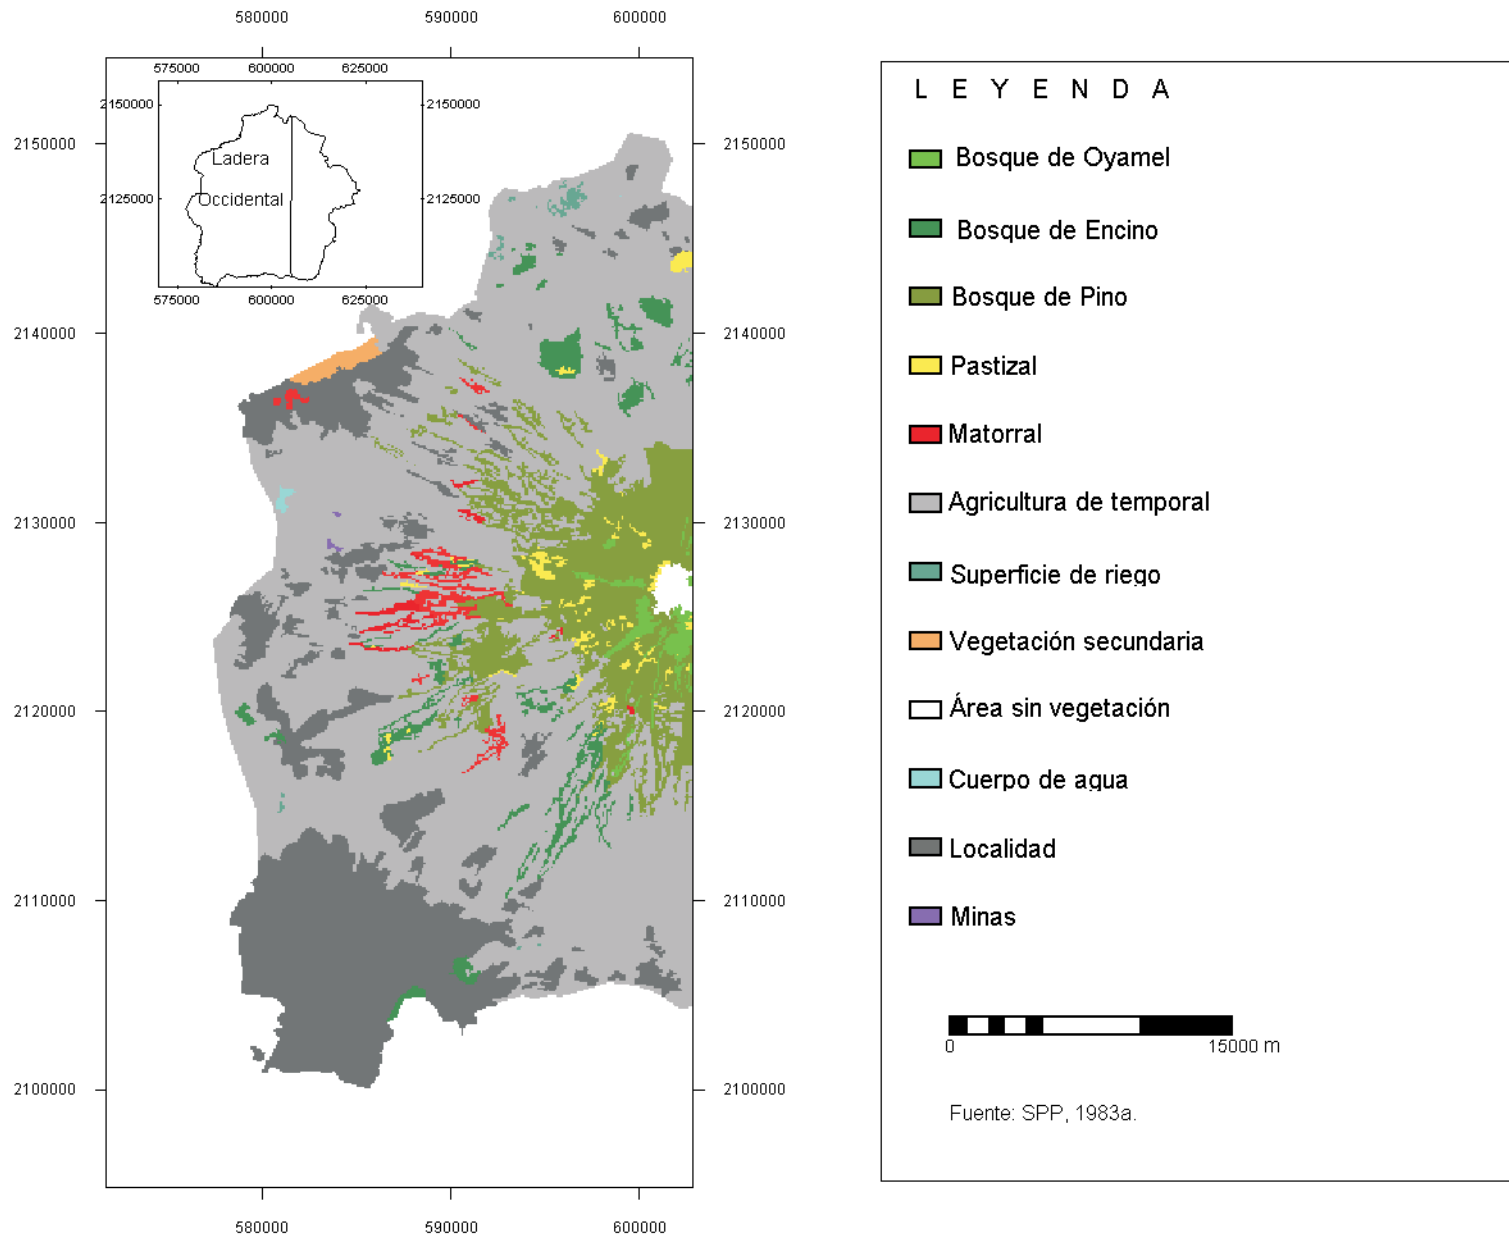 580000 590000 600000
575000 600000 625000
2150000 2150000
2150000 2150000
Ladera
2125000 Occidental 2125000
575000 600000 625000
2140000 2140000
2130000 2130000
2120000 2120000
2110000 2110000
2100000 2100000
580000 590000 600000
L E Y E N D A
Bosque de Oyamel
Bosque de Encino
Bosque de Pino
Pastizal
Matorral
Agricultura de temporal
Superficie de riego
Vegetación secundaria
Área sin vegetación
Cuerpo de agua
Localidad
Minas
0 15000 m
Fuente: SPP, 1983a.